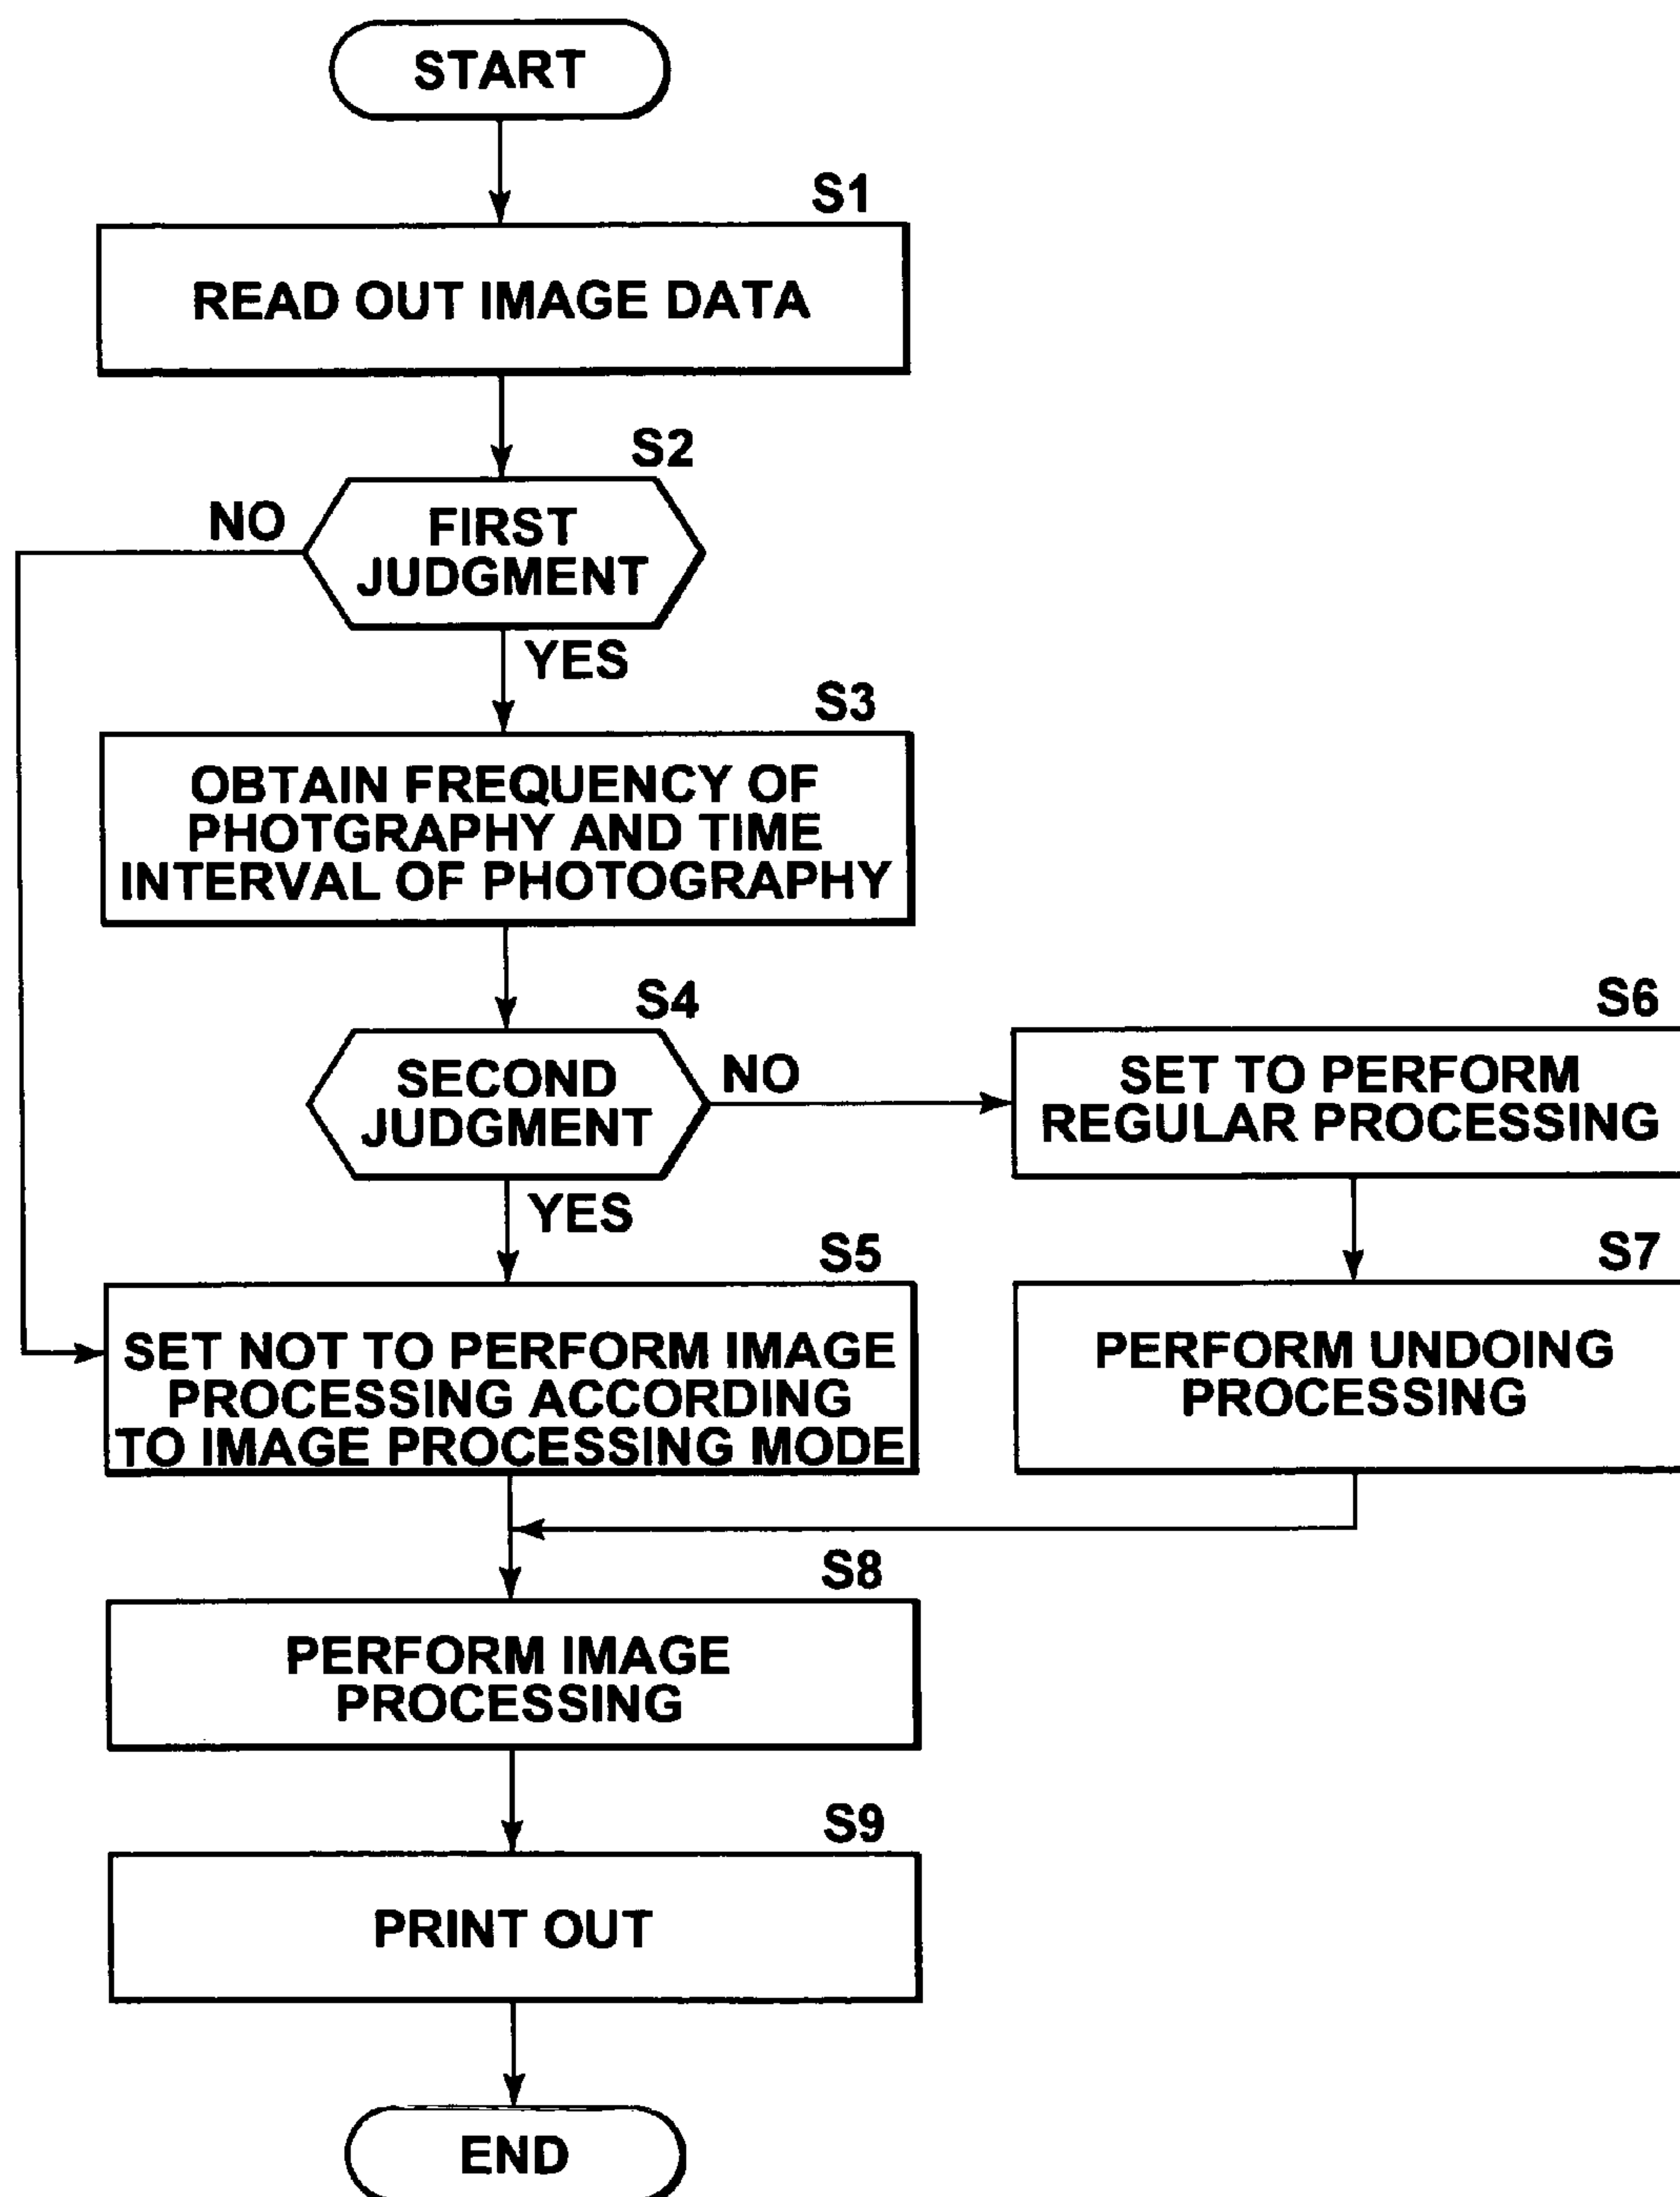 START
S1
READ OUT IMAGE DATA
S2
NO
FIRST
JUDGMENT
YES
S3
OBTAIN FREQUENCY OF
PHOTGRAPHY AND TIME
INTERVAL OF PHOTOGRAPHY
S4
SECOND
JUDGMENT
NO
YES
S6
SET TO PERFORM
REGULAR PROCESSING
S5
SET NOT TO PERFORM IMAGE
PROCESSING ACCORDING
TO IMAGE PROCESSING MODE
S7
PERFORM UNDOING
PROCESSING
S8
PERFORM IMAGE
PROCESSING
S9
PRINT OUT
END